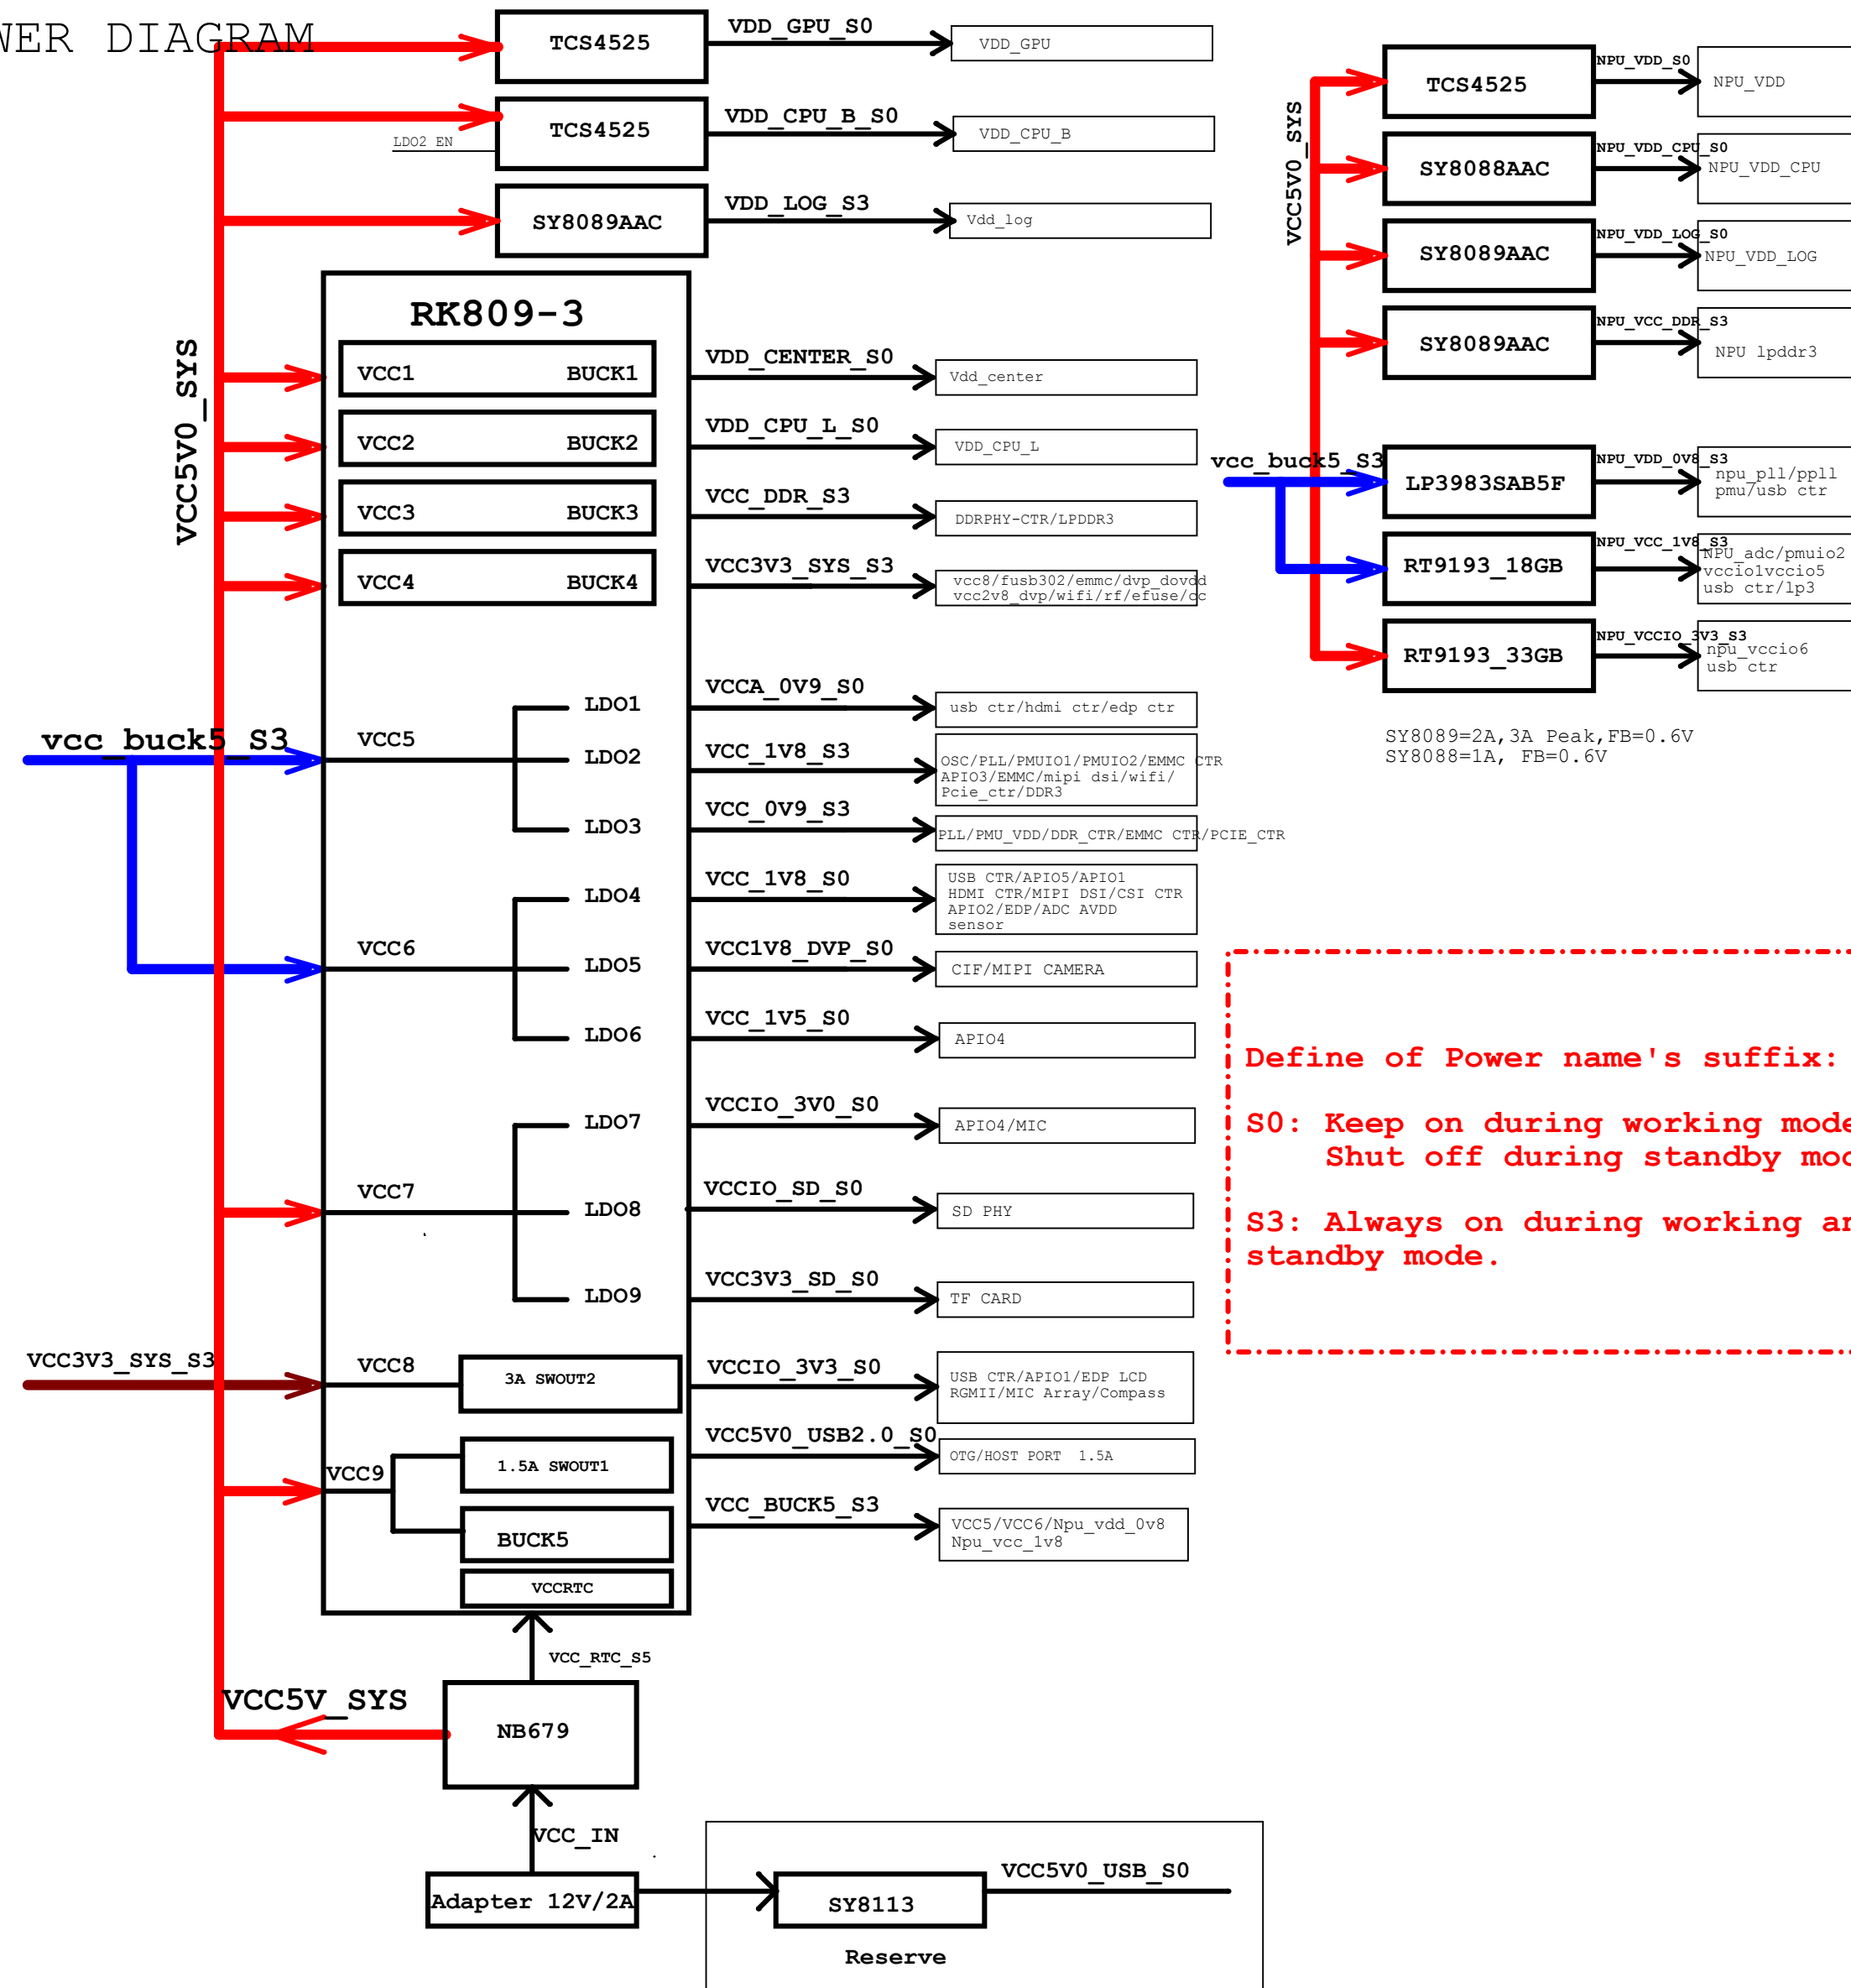 WER DIAGRAM
TCS4525
VDD_GPU_S0
VDD_GPU
LDO2 EN
TCS4525
VDD_CPU_B_S0
VDD_CPU_B
SY8089AAC
VDD_LOG_S3
Vdd_log
VCC5V0_SYS
RK809-3
VCC1
BUCK1
VDD_CENTER_S0
Vdd_center
VCC2
BUCK2
VDD_CPU_L_S0
VDD_CPU_L
VCC3
BUCK3
VCC_DDR_S3
DDRPHY-CTR/LPDDR3
VCC4
BUCK4
VCC3V3_SYS_S3
vcc8/fusb302/emmc/dvp_dovdd
vcc2v8_dvp/wifi/rf/efuse/cc
vcc_buck5_S3
VCC5
LDO1
VCCA_0V9_S0
usb ctr/hdmi ctr/edp ctr
LDO2
VCC_1V8_S3
OSC/PLL/PMUIO1/PMUIO2/EMMC CTR
APIO3/EMMC/mipi dsi/wifi/
Pcie_ctr/DDR3
LDO3
VCC_0V9_S3
PLL/PMU_VDD/DDR_CTR/EMMC CTR/PCIE_CTR
VCC6
LDO4
VCC_1V8_S0
USB CTR/APIO5/APIO1
HDMI CTR/MIPI DSI/CSI CTR
APIO2/EDP/ADC AVDD
sensor
LDO5
VCC1V8_DVP_S0
CIF/MIPI CAMERA
LDO6
VCC_1V5_S0
APIO4
VCC7
LDO7
VCCIO_3V0_S0
APIO4/MIC
LDO8
VCCIO_SD_S0
SD PHY
LDO9
VCC3V3_SD_S0
TF CARD
VCC3V3_SYS_S3
VCC8
3A SWOUT2
VCCIO_3V3_S0
USB CTR/APIO1/EDP LCD
RGMII/MIC Array/Compass
VCC9
1.5A SWOUT1
VCC5V0_USB2.0_S0
OTG/HOST PORT  1.5A
BUCK5
VCC_BUCK5_S3
VCC5/VCC6/Npu_vdd_0v8
Npu_vcc_1v8
VCCRTC
VCC_RTC_S5
VCC5V_SYS
NB679
VCC_IN
Adapter 12V/2A
SY8113
VCC5V0_USB_S0
Reserve
VCC5V0_SYS
TCS4525
NPU_VDD_S0
NPU_VDD
SY8088AAC
NPU_VDD_CPU_S0
NPU_VDD_CPU
SY8089AAC
NPU_VDD_LOG_S0
NPU_VDD_LOG
SY8089AAC
NPU_VCC_DDR_S3
NPU lpddr3
vcc_buck5_S3
LP3983SAB5F
NPU_VDD_0V8_S3
npu_pll/ppll
pmu/usb ctr
RT9193_18GB
NPU_VCC_1V8_S3
NPU_adc/pmuio2
vccio1vccio5
usb ctr/lp3
RT9193_33GB
NPU_VCCIO_3V3_S3
npu_vccio6
usb ctr
SY8089=2A,3A Peak,FB=0.6V
SY8088=1A, FB=0.6V
Define of Power name's suffix:
S0: Keep on during working mode
Shut off during standby mod
S3: Always on during working an
standby mode.